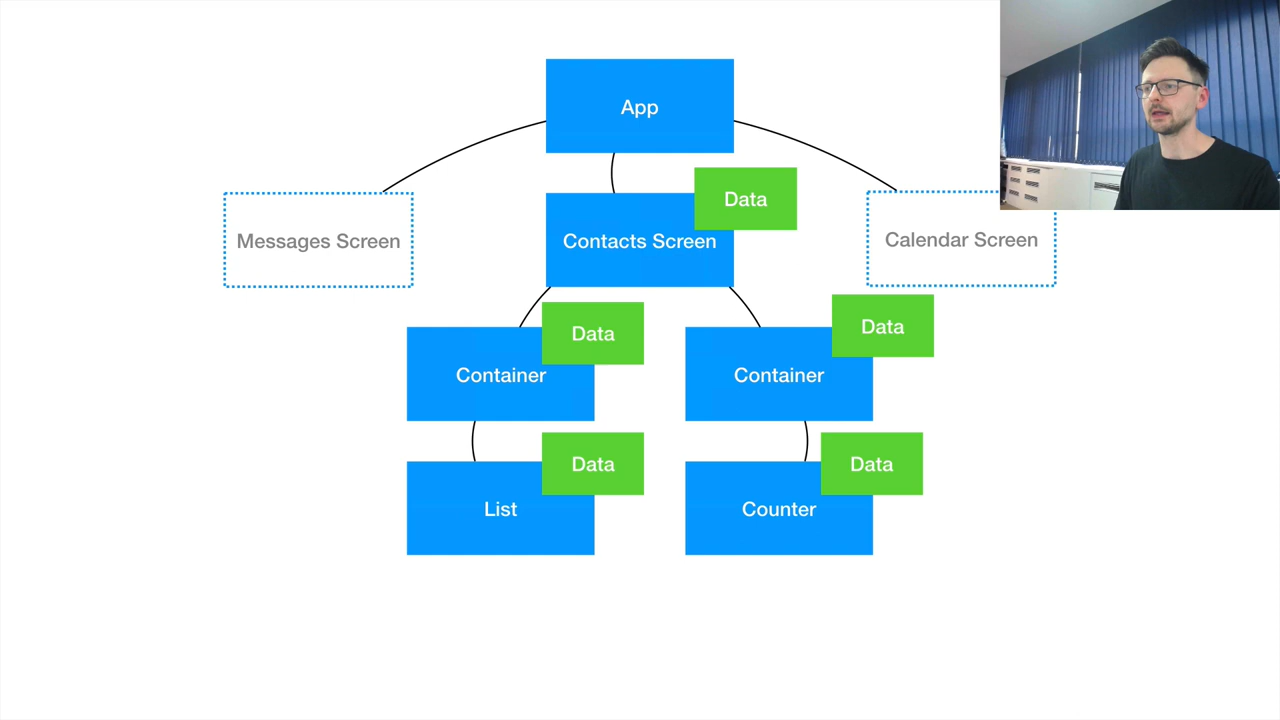 App
Data
Messages Screen
Contacts Screen
Calendar Screen
Data
Data
Container
Container
Data
Data
List
Counter